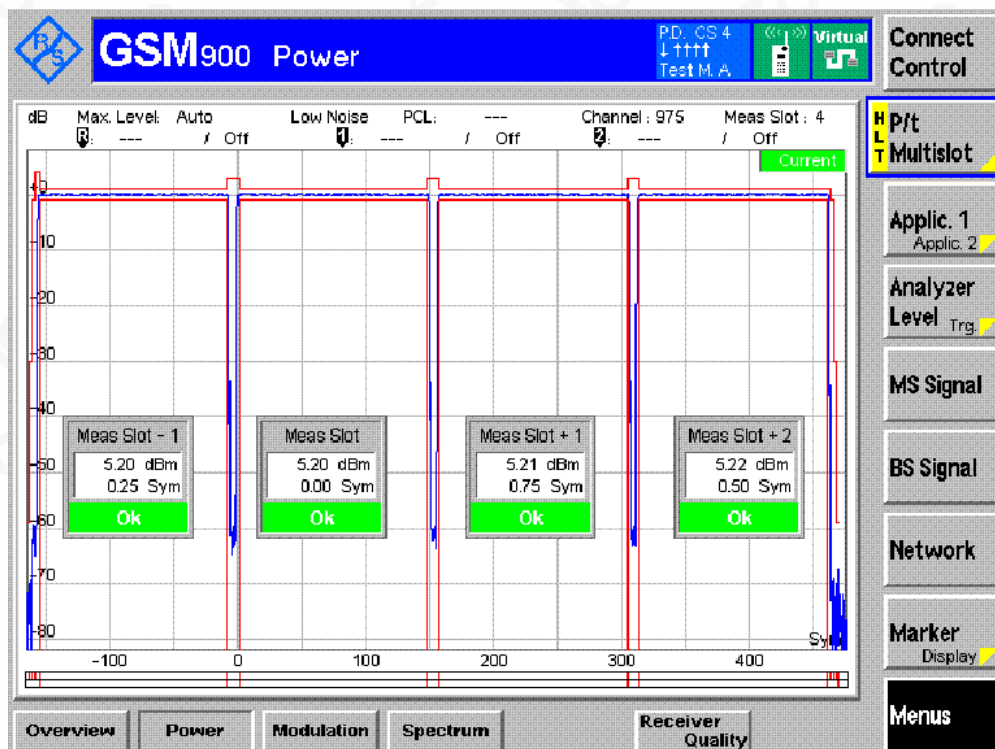 R S
GSM900 Power
P.D. CS 4
↓ ↑↑↑↑
Test M. A
Virtual
Connect
Control
dB Max. Level: Auto Low Noise PCL: --- Channel : 975 Meas Slot : 4
R: --- / Off 1: --- / Off 2: --- / Off
Current
+0
-10
-20
-30
-40
-50
-60
-70
-80
Meas Slot - 1
5.20 dBm
0.25 Sym
Ok
Meas Slot
5.20 dBm
0.00 Sym
Ok
Meas Slot + 1
5.21 dBm
0.75 Sym
Ok
Meas Slot + 2
5.22 dBm
0.50 Sym
Ok
Sym
-100 0 100 200 300 400
HLT
P/t
Multislot
Applic. 1
Applic. 2
Analyzer
Level Trg.
MS Signal
BS Signal
Network
Marker
Display
Menus
Overview Power Modulation Spectrum Receiver
Quality